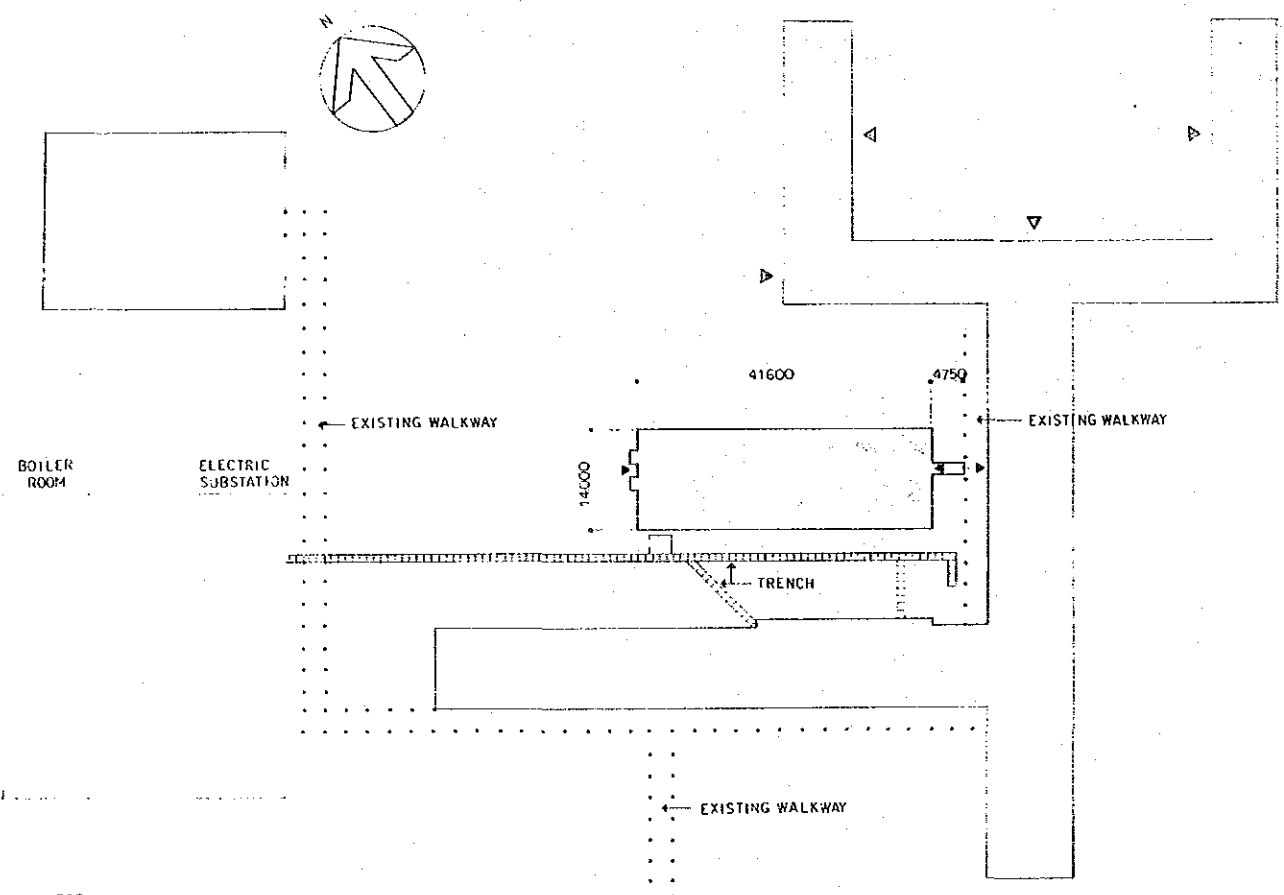 N
41600
4750
EXISTING WALKWAY
EXISTING WALKWAY
BOILER
ROOM
ELECTRIC
SUBSTATION
14000
TRENCH
EXISTING WALKWAY